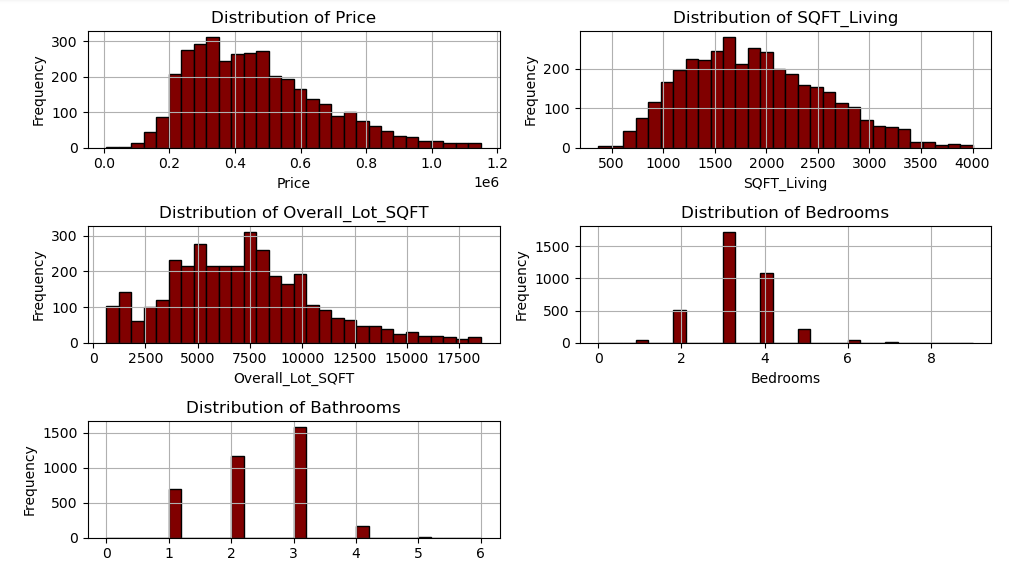 Distribution of Price
Frequency
300
200
100
0
0.0 0.2 0.4 0.6 0.8 1.0 1.2
1e6
Price
Distribution of SQFT_Living
Frequency
200
100
0
500 1000 1500 2000 2500 3000 3500 4000
SQFT_Living
Distribution of Overall_Lot_SQFT
Frequency
300
200
100
0
0 2500 5000 7500 10000 12500 15000 17500
Overall_Lot_SQFT
Distribution of Bedrooms
Frequency
1500
1000
500
0
0 2 4 6 8
Bedrooms
Distribution of Bathrooms
Frequency
1500
1000
500
0
0 1 2 3 4 5 6